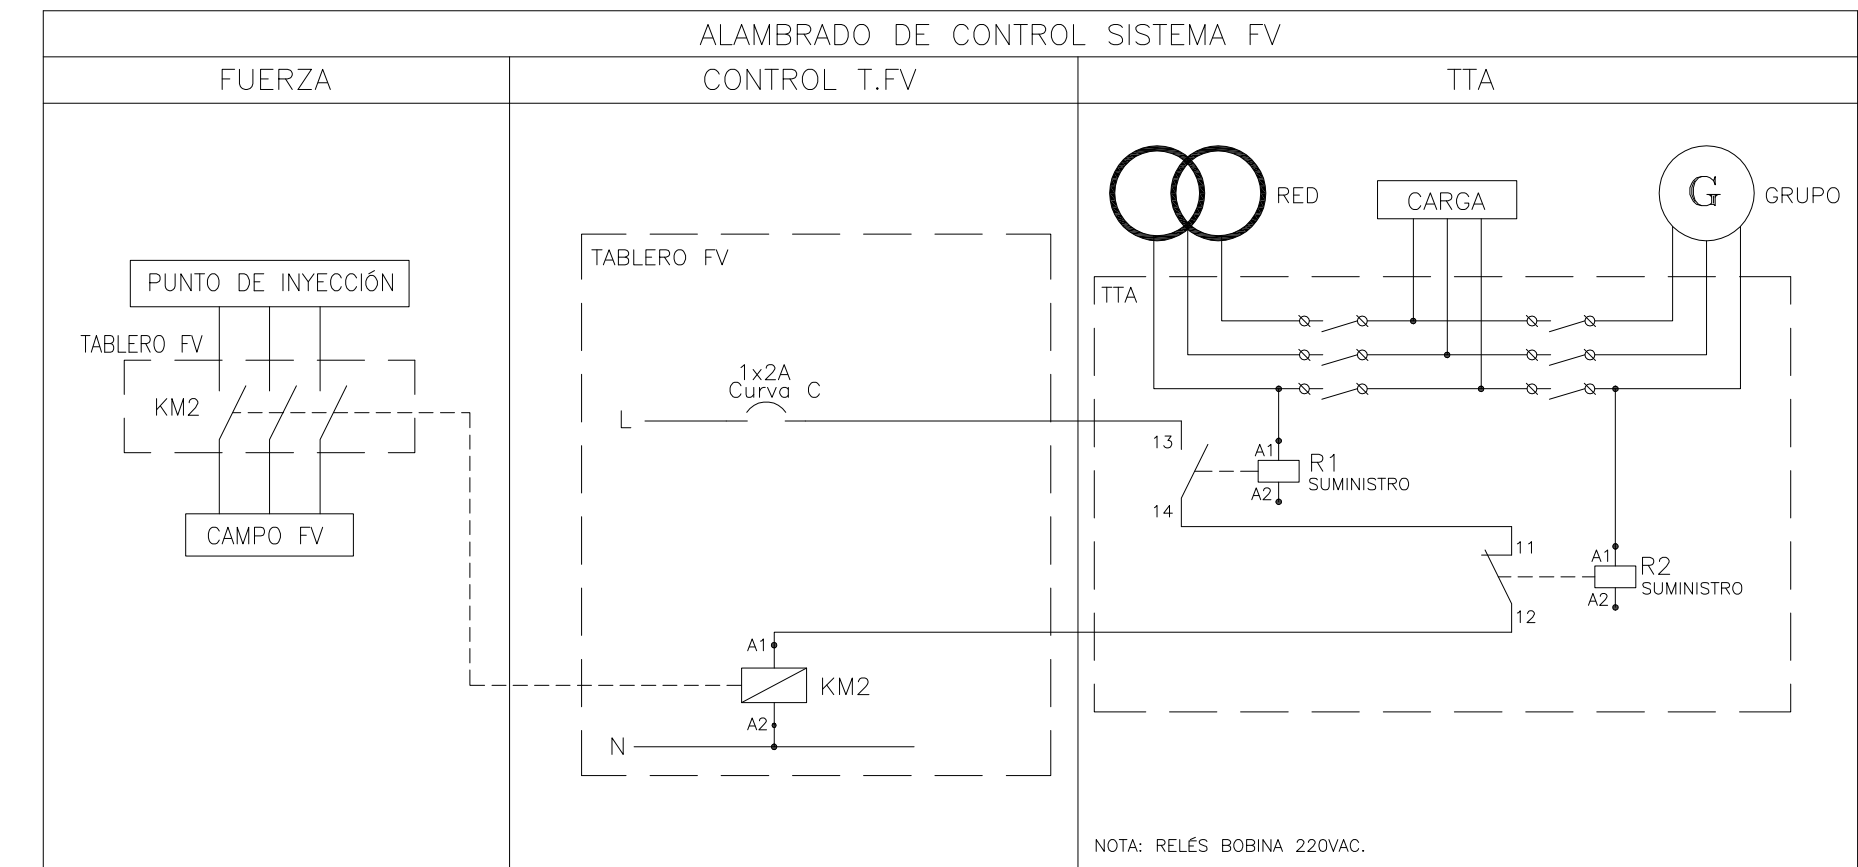 ALAMBRADO DE CONTROL SISTEMA FV
FUERZA
CONTROL T.FV
TTA
PUNTO DE INYECCIÓN
TABLERO FV
KM2
CAMPO FV
TABLERO FV
1x2A
Curva C
L
A1
KM2
A2
N
RED
CARGA
G
GRUPO
TTA
13
14
A1
R1
SUMINISTRO
A2
11
12
A1
R2
SUMINISTRO
A2
NOTA: RELÉS BOBINA 220VAC.